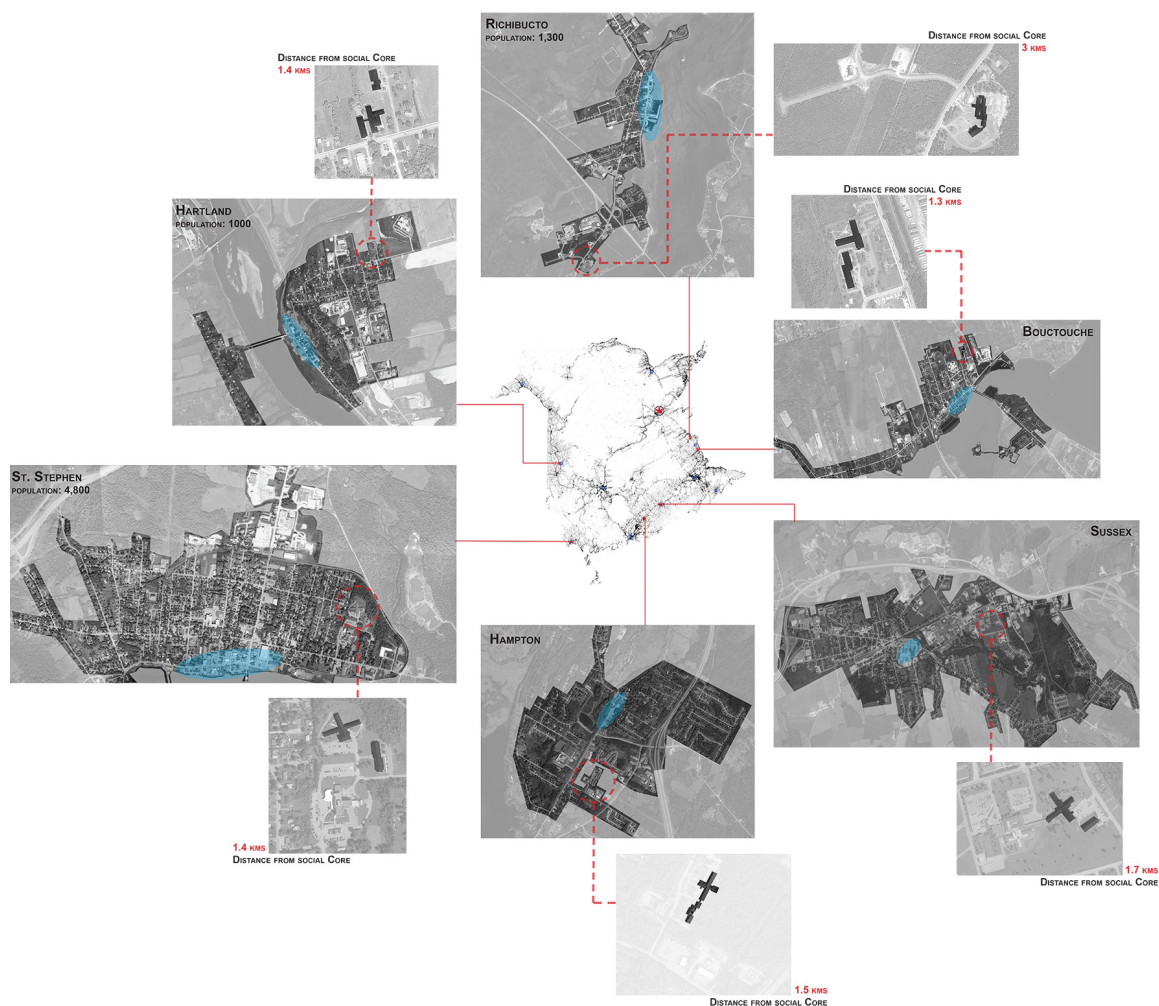 Richibucto
population: 1,300
Distance from social Core
3 kms
Distance from social Core
1.4 kms
Hartland
population: 1000
Distance from social Core
1.3 kms
Bouctouche
St. Stephen
population: 4,800
Sussex
Hampton
1.4 kms
Distance from social Core
1.7 kms
Distance from social Core
1.5 kms
Distance from social Core